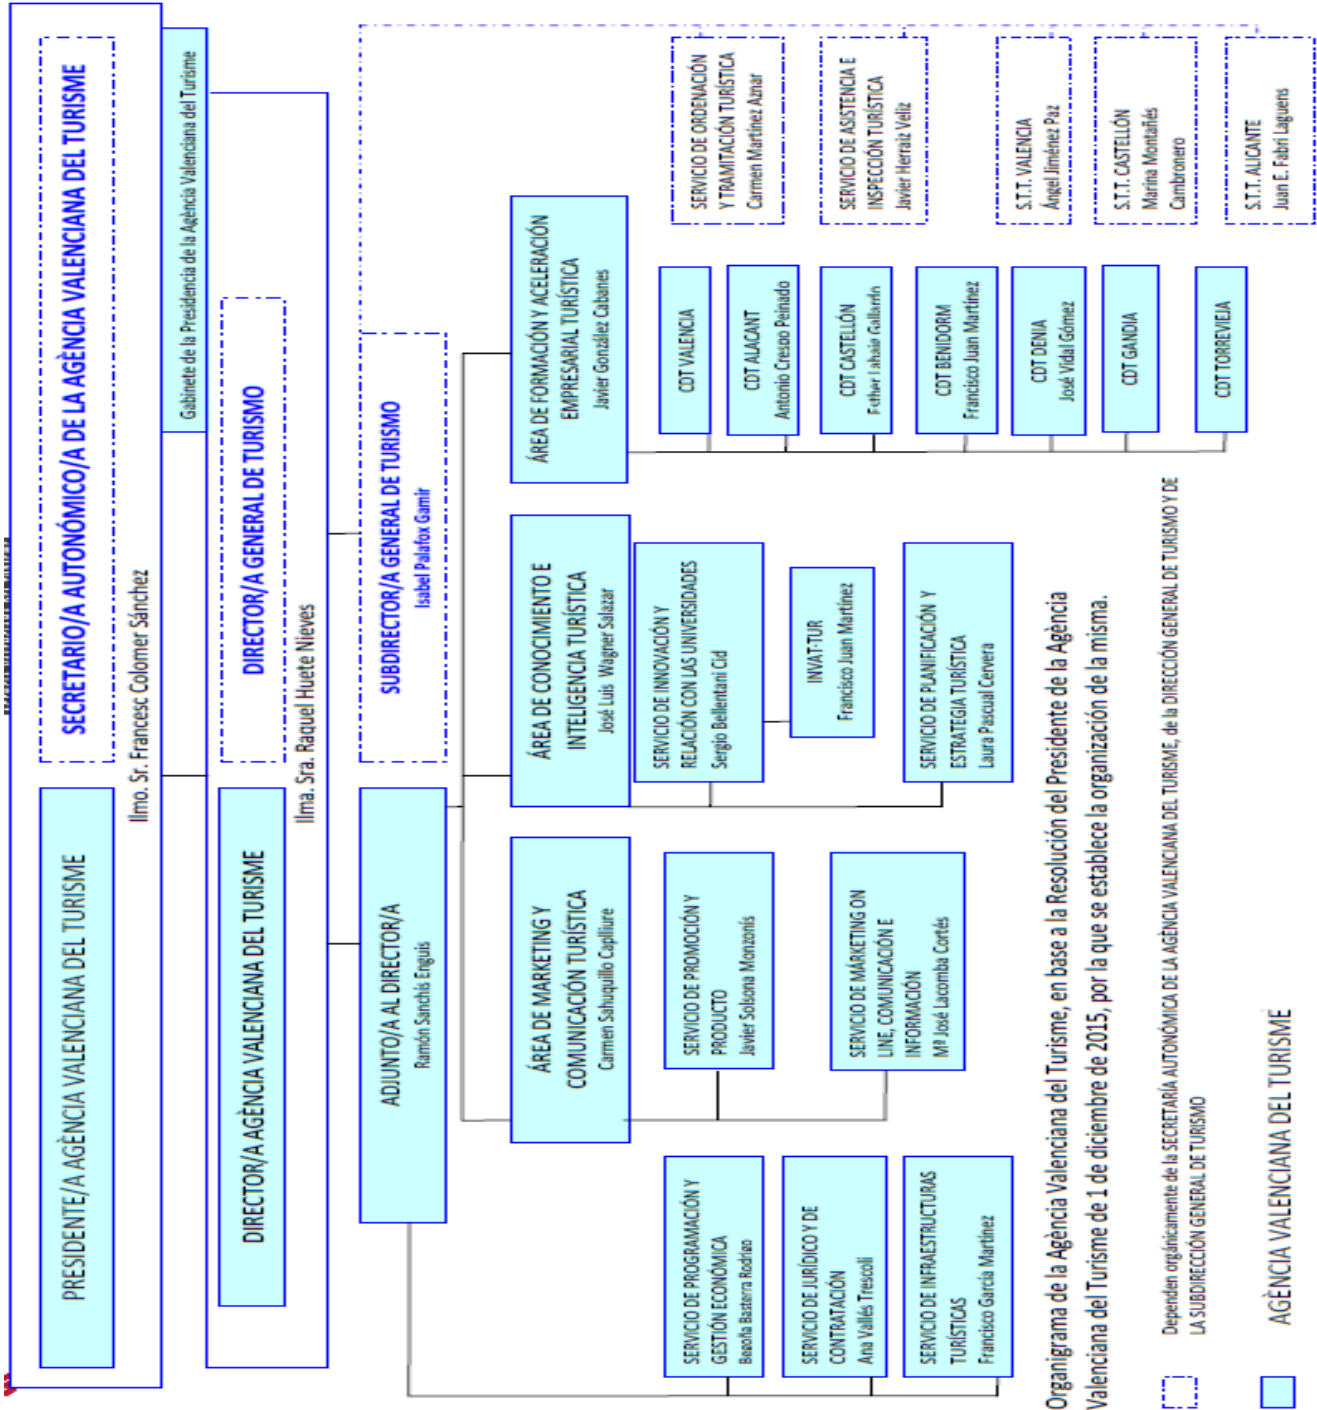 PRESIDENTE/A AGÈNCIA VALENCIANA DEL TURISME
SECRETARIO/A AUTONÓMICO/A DE LA AGÈNCIA VALENCIANA DEL TURISME
Ilmo. Sr. Francesc Colomer Sánchez
Gabinete de la Presidencia de la Agència Valenciana del Turisme
DIRECTOR/A AGÈNCIA VALENCIANA DEL TURISME
DIRECTOR/A GENERAL DE TURISMO
Ilma. Sra. Raquel Huete Nieves
ADJUNTO/A AL DIRECTOR/A
Ramón Sanchís Enguis
SUBDIRECTOR/A GENERAL DE TURISMO
Isabel Palafox Gamir
ÁREA DE MARKETING Y
COMUNICACIÓN TURÍSTICA
Carmen Sahuquillo Caplliure
ÁREA DE CONOCIMIENTO E
INTELIGENCIA TURÍSTICA
José Luis Wagner Salazar
ÁREA DE FORMACIÓN Y ACELERACIÓN
EMPRESARIAL TURÍSTICA
Javier González Cabanes
SERVICIO DE PROGRAMACIÓN Y
GESTIÓN ECONÓMICA
Begoña Basterra Rodrigo
SERVICIO DE JURÍDICO Y DE
CONTRATACIÓN
Ana Vallés Trescolí
SERVICIO DE INFRAESTRUCTURAS
TURÍSTICAS
Francisco García Martínez
SERVICIO DE PROMOCIÓN Y
PRODUCTO
Javier Solsona Monzonís
SERVICIO DE MÁRKETING ON
LINE, COMUNICACIÓN E
INFORMACIÓN
Mª José Lacomba Cortés
SERVICIO DE INNOVACIÓN Y
RELACIÓN CON LAS UNIVERSIDADES
Sergio Bellentani Cid
INVAT·TUR
Francisco Juan Martínez
SERVICIO DE PLANIFICACIÓN Y
ESTRATEGIA TURÍSTICA
Laura Pascual Cervera
CDT VALENCIA
CDT ALACANT
Antonio Crespo Peinado
CDT CASTELLÓN
Esther Labaig Gallardo
CDT BENIDORM
Francisco Juan Martínez
CDT DENIA
José Vidal Gómez
CDT GANDIA
CDT TORREVIEJA
SERVICIO DE ORDENACIÓN
Y TRAMITACIÓN TURÍSTICA
Carmen Martínez Aznar
SERVICIO DE ASISTENCIA E
INSPECCIÓN TURÍSTICA
Javier Herraiz Veliz
S.T.T. VALENCIA
Ángel Jiménez Paz
S.T.T. CASTELLÓN
Marina Montañés
Cambronero
S.T.T. ALICANTE
Juan E. Fabri Laguens
Organigrama de la Agència Valenciana del Turisme, en base a la Resolución del Presidente de la Agència
Valenciana del Turisme de 1 de diciembre de 2015, por la que se establece la organización de la misma.
Dependen orgánicamente de la SECRETARÍA AUTONÓMICA DE LA AGÈNCIA VALENCIANA DEL TURISME, de la DIRECCIÓN GENERAL DE TURISMO Y DE
LA SUBDIRECCIÓN GENERAL DE TURISMO
AGÈNCIA VALENCIANA DEL TURISME